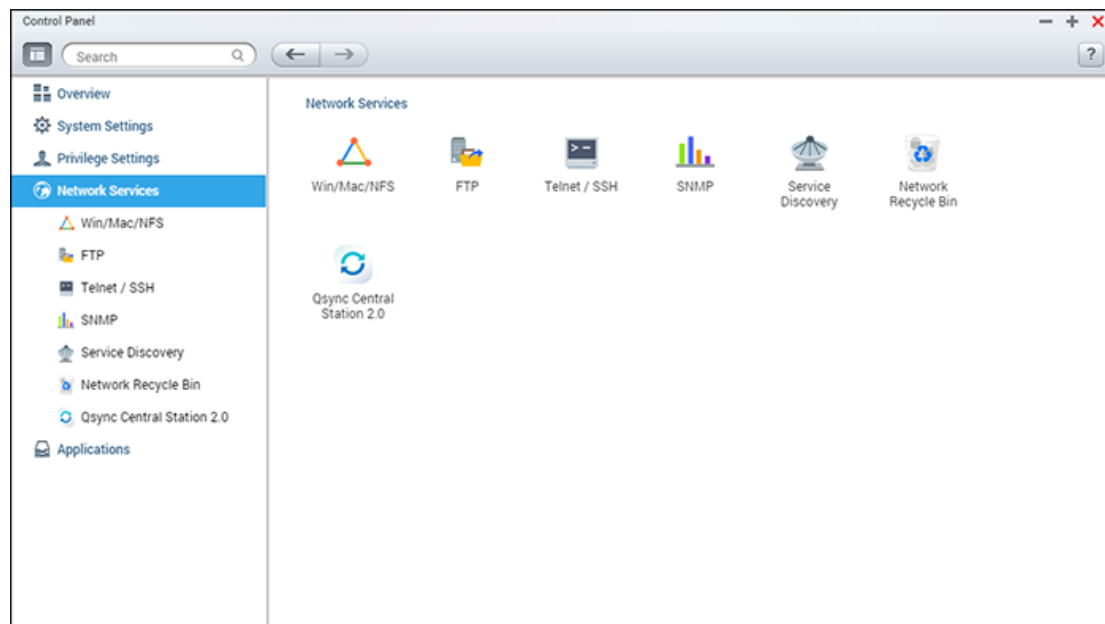 Control Panel
Search
?
Overview
System Settings
Privilege Settings
Network Services
Win/Mac/NFS
FTP
Telnet / SSH
SNMP
Service Discovery
Network Recycle Bin
Qsync Central Station 2.0
Applications
Network Services
Win/Mac/NFS
FTP
Telnet / SSH
SNMP
Service
Discovery
Network
Recycle Bin
Qsync Central
Station 2.0